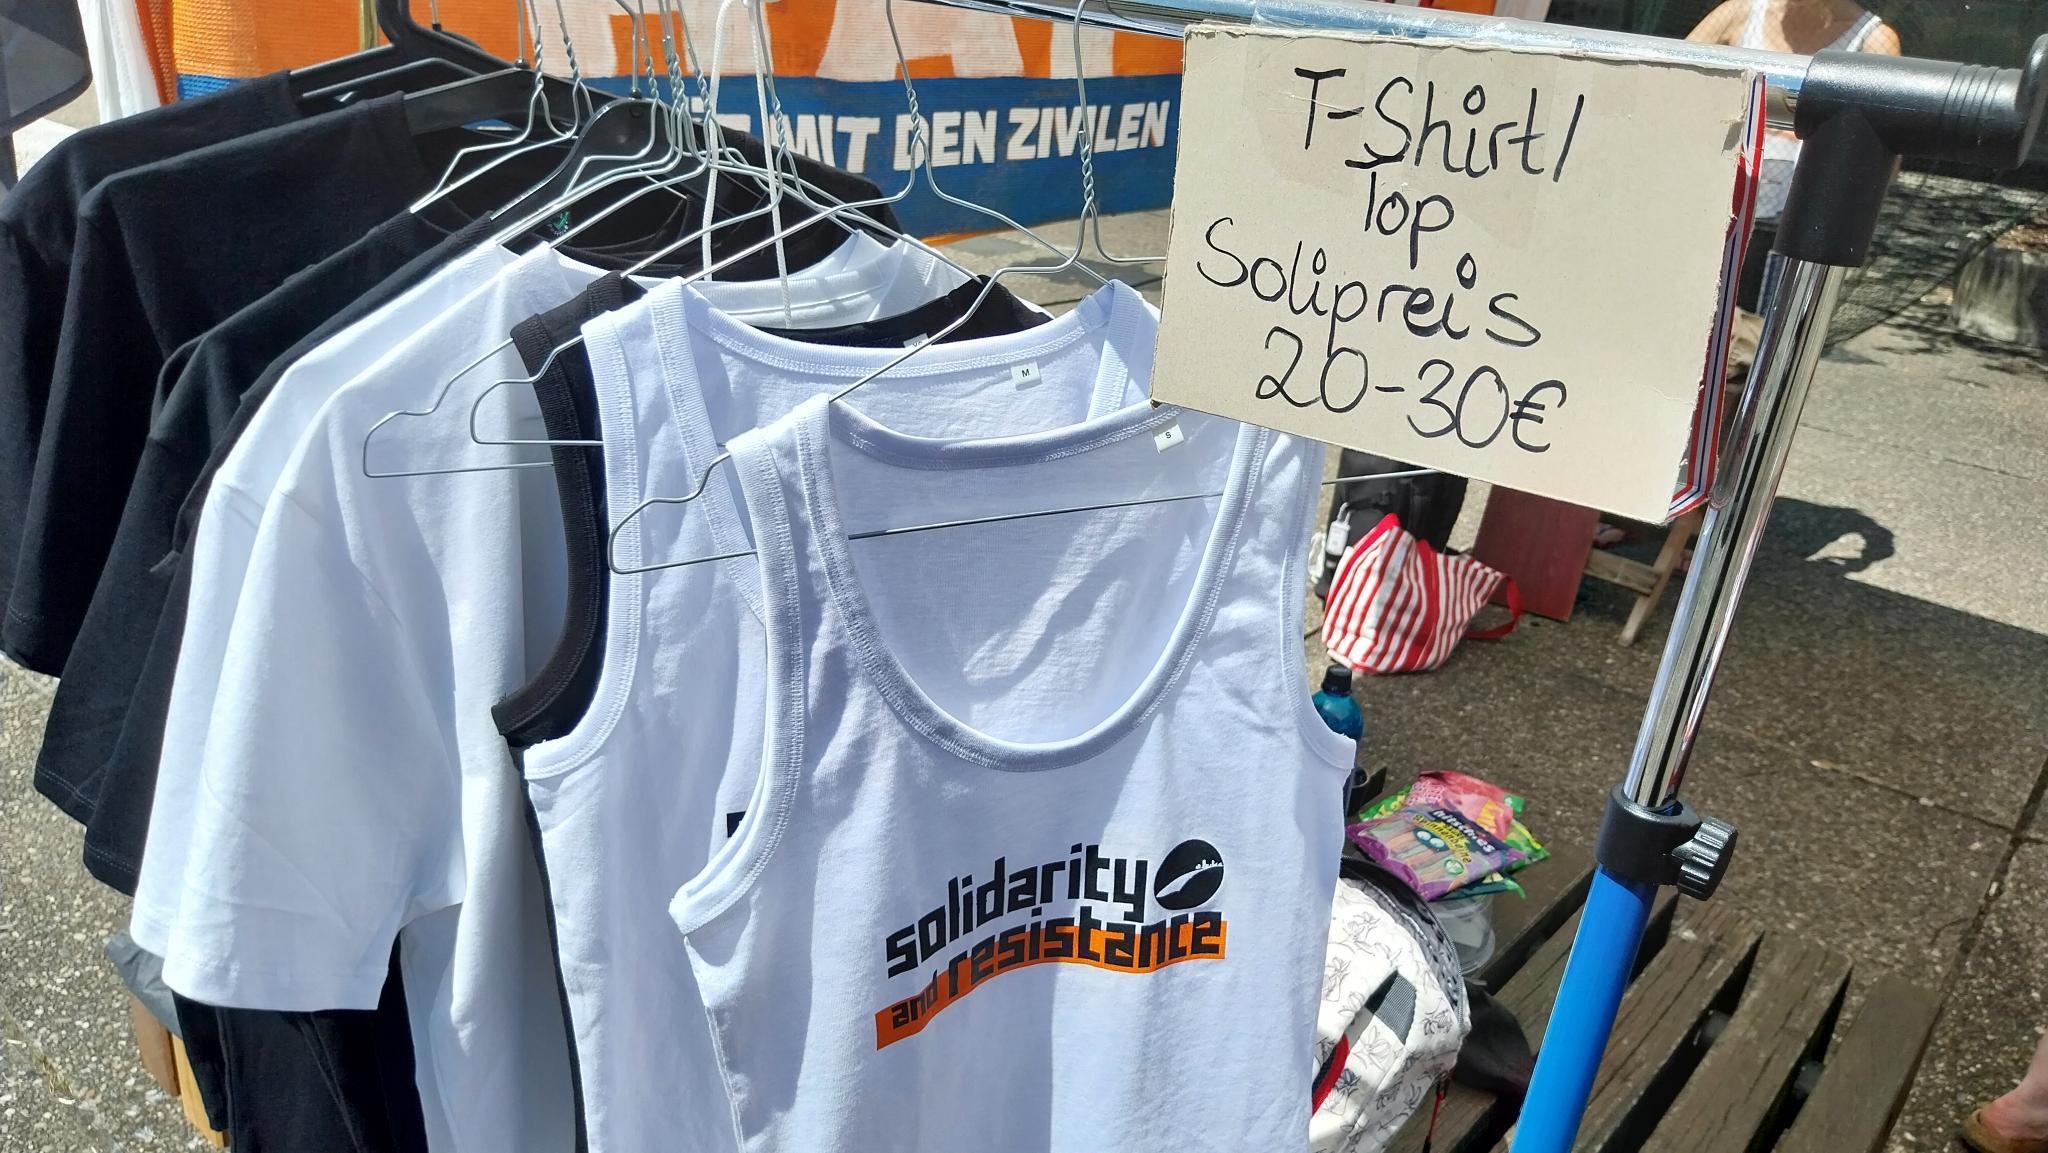 MIT DEN ZIVILEN
T-Shirt/
Top
Solipreis
20-30€
M
S
solidarity
and resistance